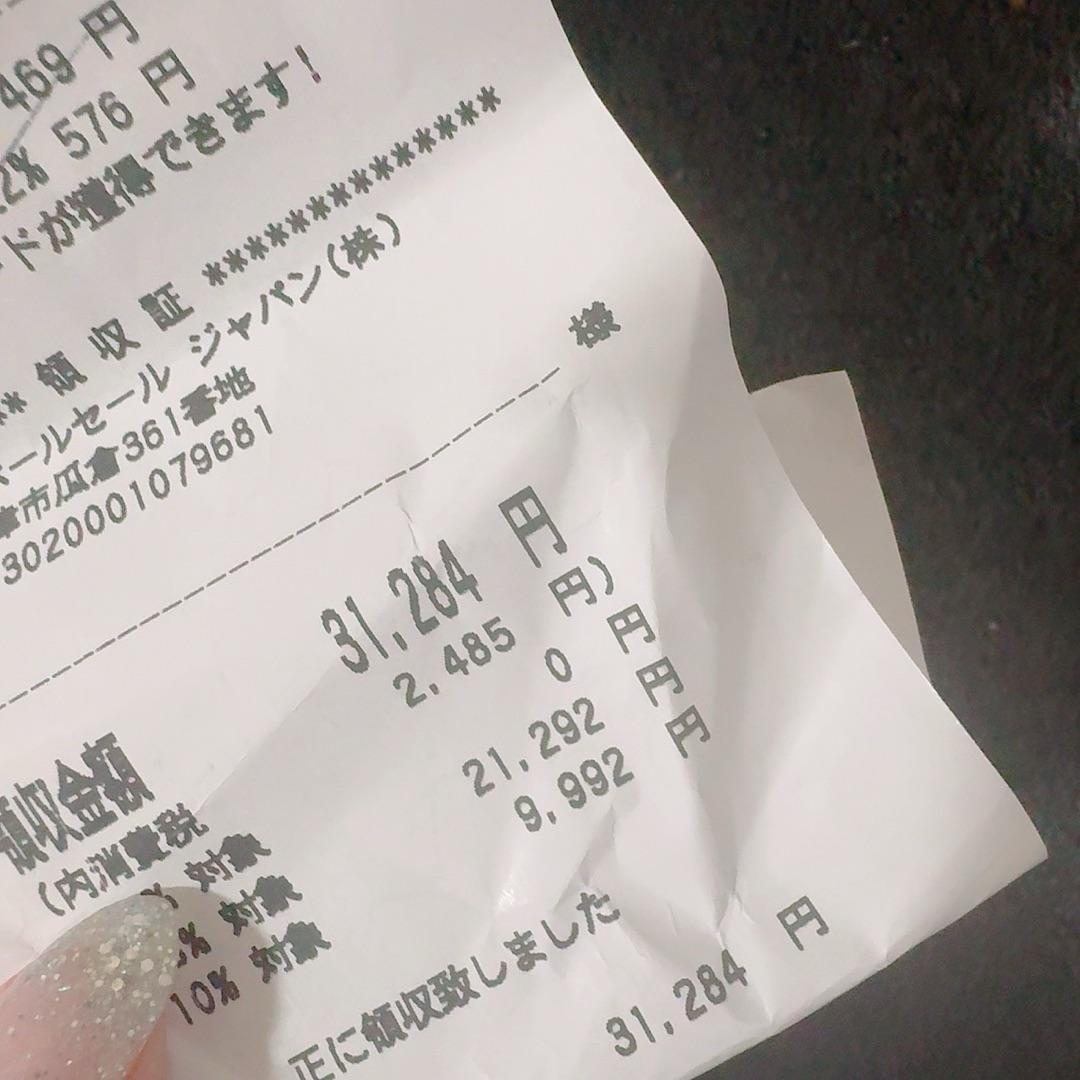 469 円
.2% 576 円
ードが獲得できます!
** 領 収 証 ***************
ホールセール ジャパン(株)
津市瓜倉361番地
3020001079681
様
領収金額 31,284 円
(内消費税 2,485 円)
% 対象 0 円
% 対象 21,292 円
10% 対象 9,992 円
正に領収致しました
31,284 円